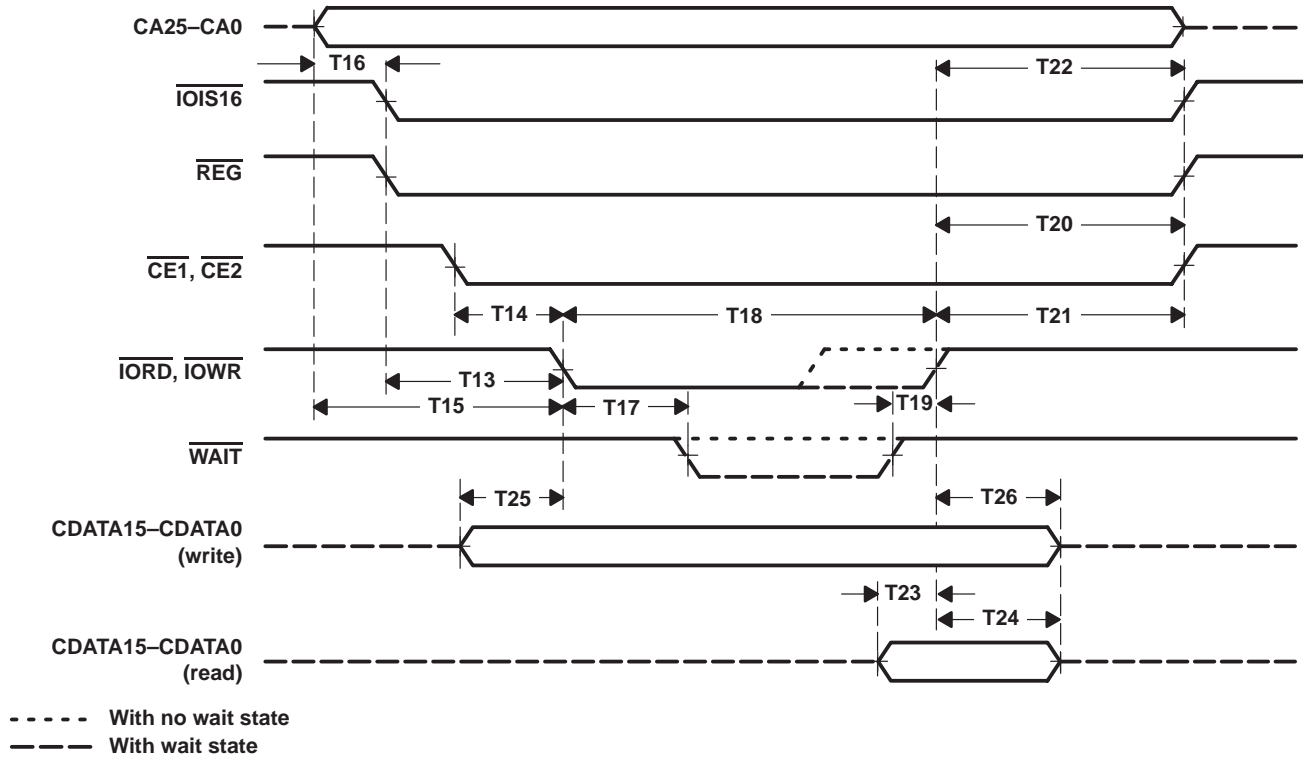 CA25–CA0
T16
T22
IOIS16
REG
T20
CE1, CE2
T14
T18
T21
IORD, IOWR
T13
T19
T15
T17
WAIT
T25
T26
CDATA15–CDATA0
(write)
T23
T24
CDATA15–CDATA0
(read)
With no wait state
With wait state